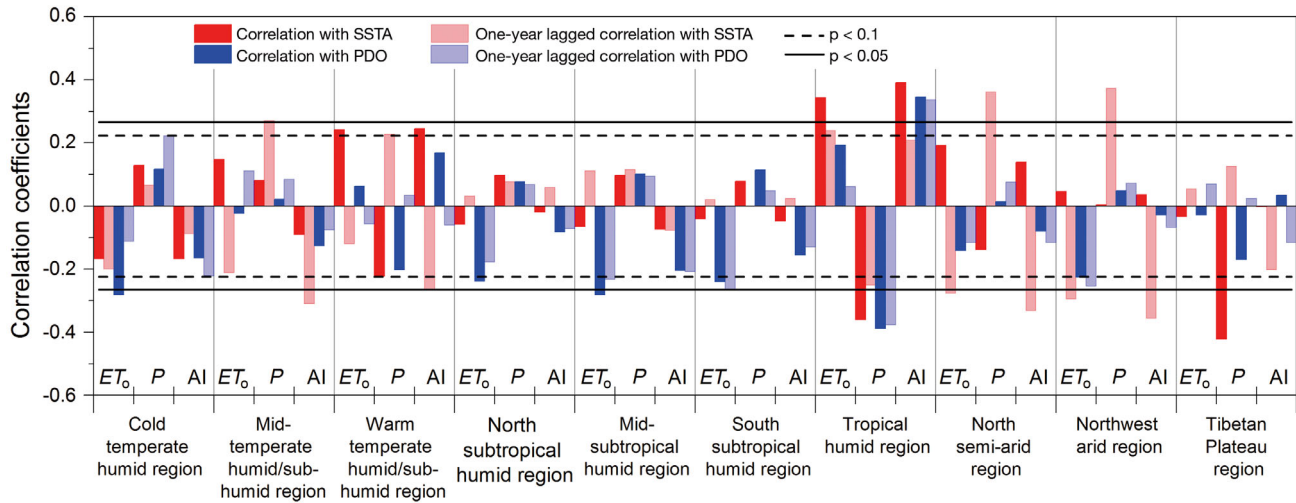 0.6
0.4
0.2
0.0
-0.2
-0.4
-0.6
Correlation coefficients
Correlation with SSTA
One-year lagged correlation with SSTA
p < 0.1
Correlation with PDO
One-year lagged correlation with PDO
p < 0.05
ETo P AI ETo P AI ETo P AI ETo P AI ETo P AI ETo P AI ETo P AI ETo P AI ETo P AI ETo P AI
Cold
temperate
humid region
Mid-
temperate
humid/sub-
humid region
Warm
temperate
humid/sub-
humid region
North
subtropical
humid region
Mid-
subtropical
humid region
South
subtropical
humid region
Tropical
humid region
North
semi-arid
region
Northwest
arid region
Tibetan
Plateau
region